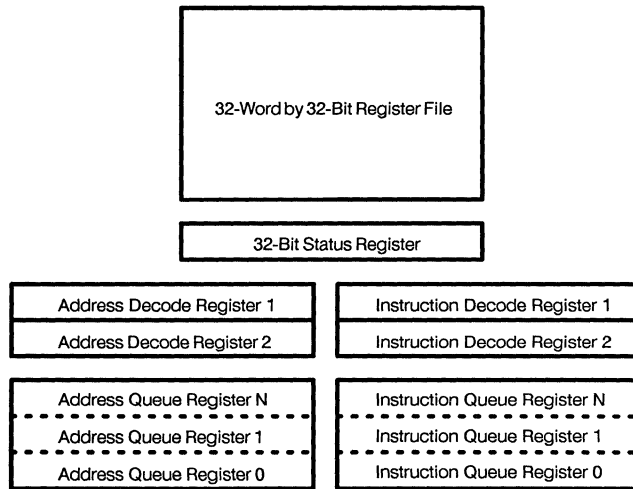 32-Word by 32-Bit Register File
32-Bit Status Register
Address Decode Register 1
Address Decode Register 2
Instruction Decode Register 1
Instruction Decode Register 2
Address Queue Register N
Address Queue Register 1
Address Queue Register 0
Instruction Queue Register N
Instruction Queue Register 1
Instruction Queue Register 0